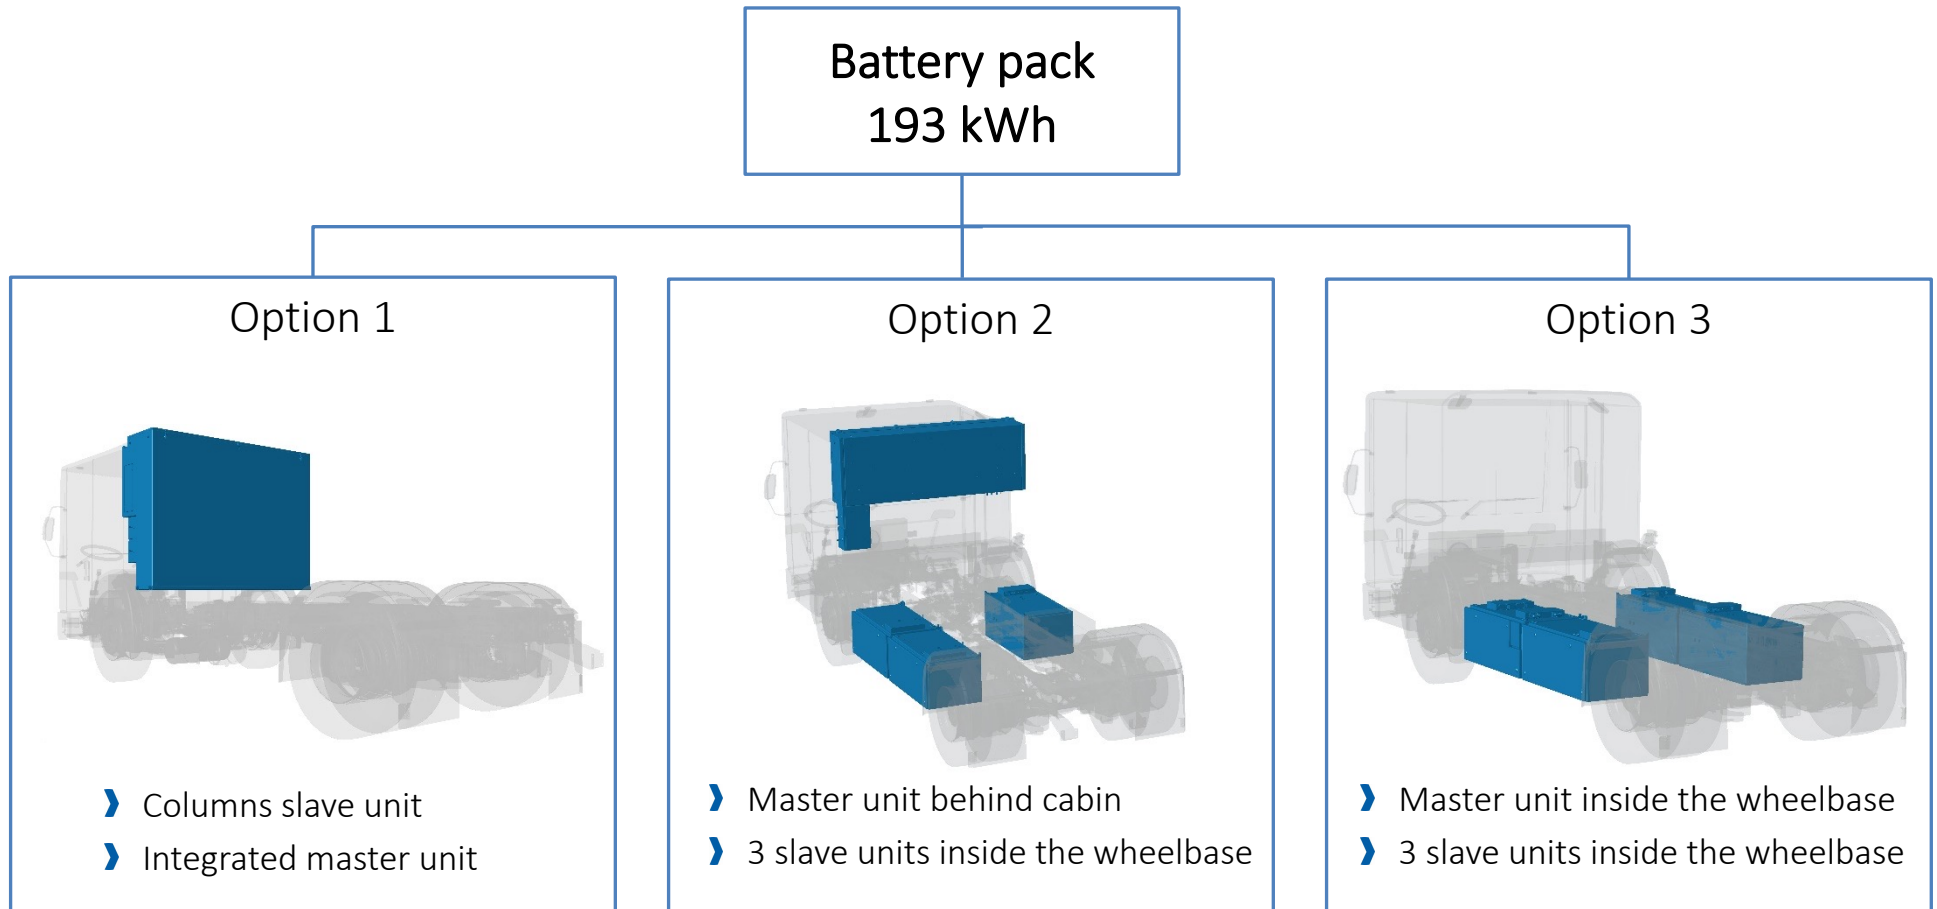 Battery pack
193 kWh
Option 1
Columns slave unit
Integrated master unit
Option 2
Master unit behind cabin
3 slave units inside the wheelbase
Option 3
Master unit inside the wheelbase
3 slave units inside the wheelbase